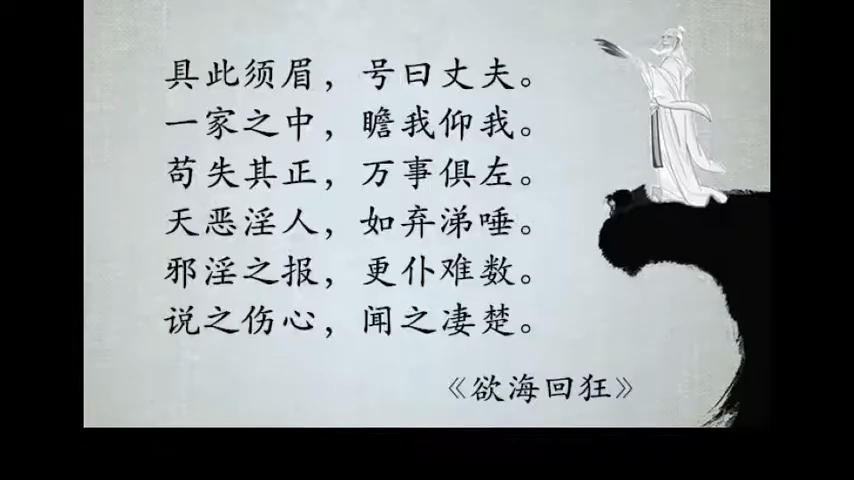 具此须眉，号曰丈夫。
一家之中，瞻我仰我。
苟失其正，万事俱左。
天恶淫人，如弃涕唾。
邪淫之报，更仆难数。
说之伤心，闻之凄楚。
《欲海回狂》